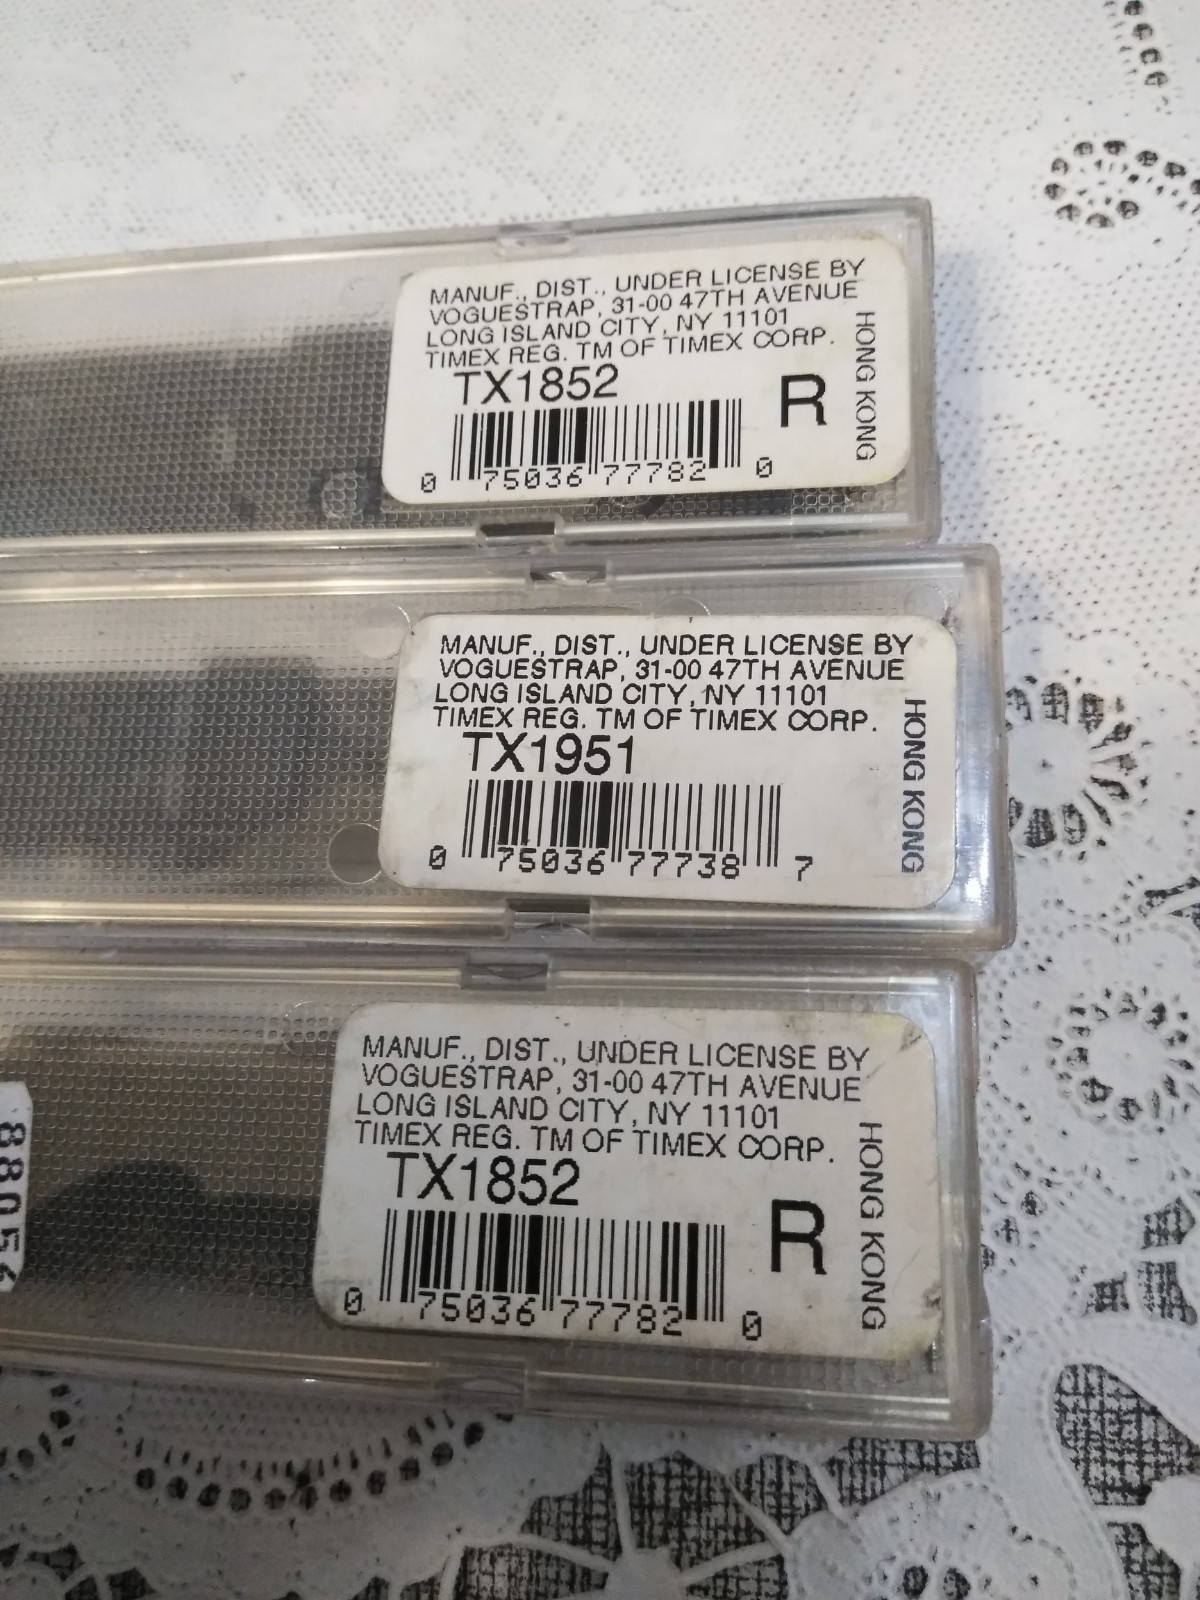 MANUF., DIST., UNDER LICENSE BY
VOGUESTRAP, 31-00 47TH AVENUE
LONG ISLAND CITY, NY 11101
TIMEX REG. TM OF TIMEX CORP.
TX1852
R
HONG KONG
0 75036 77782 0
MANUF., DIST., UNDER LICENSE BY
VOGUESTRAP, 31-00 47TH AVENUE
LONG ISLAND CITY, NY 11101
TIMEX REG. TM OF TIMEX CORP.
TX1951
HONG KONG
0 75036 77738 7
MANUF., DIST., UNDER LICENSE BY
VOGUESTRAP, 31-00 47TH AVENUE
LONG ISLAND CITY, NY 11101
TIMEX REG. TM OF TIMEX CORP.
TX1852
R
HONG KONG
0 75036 77782 0